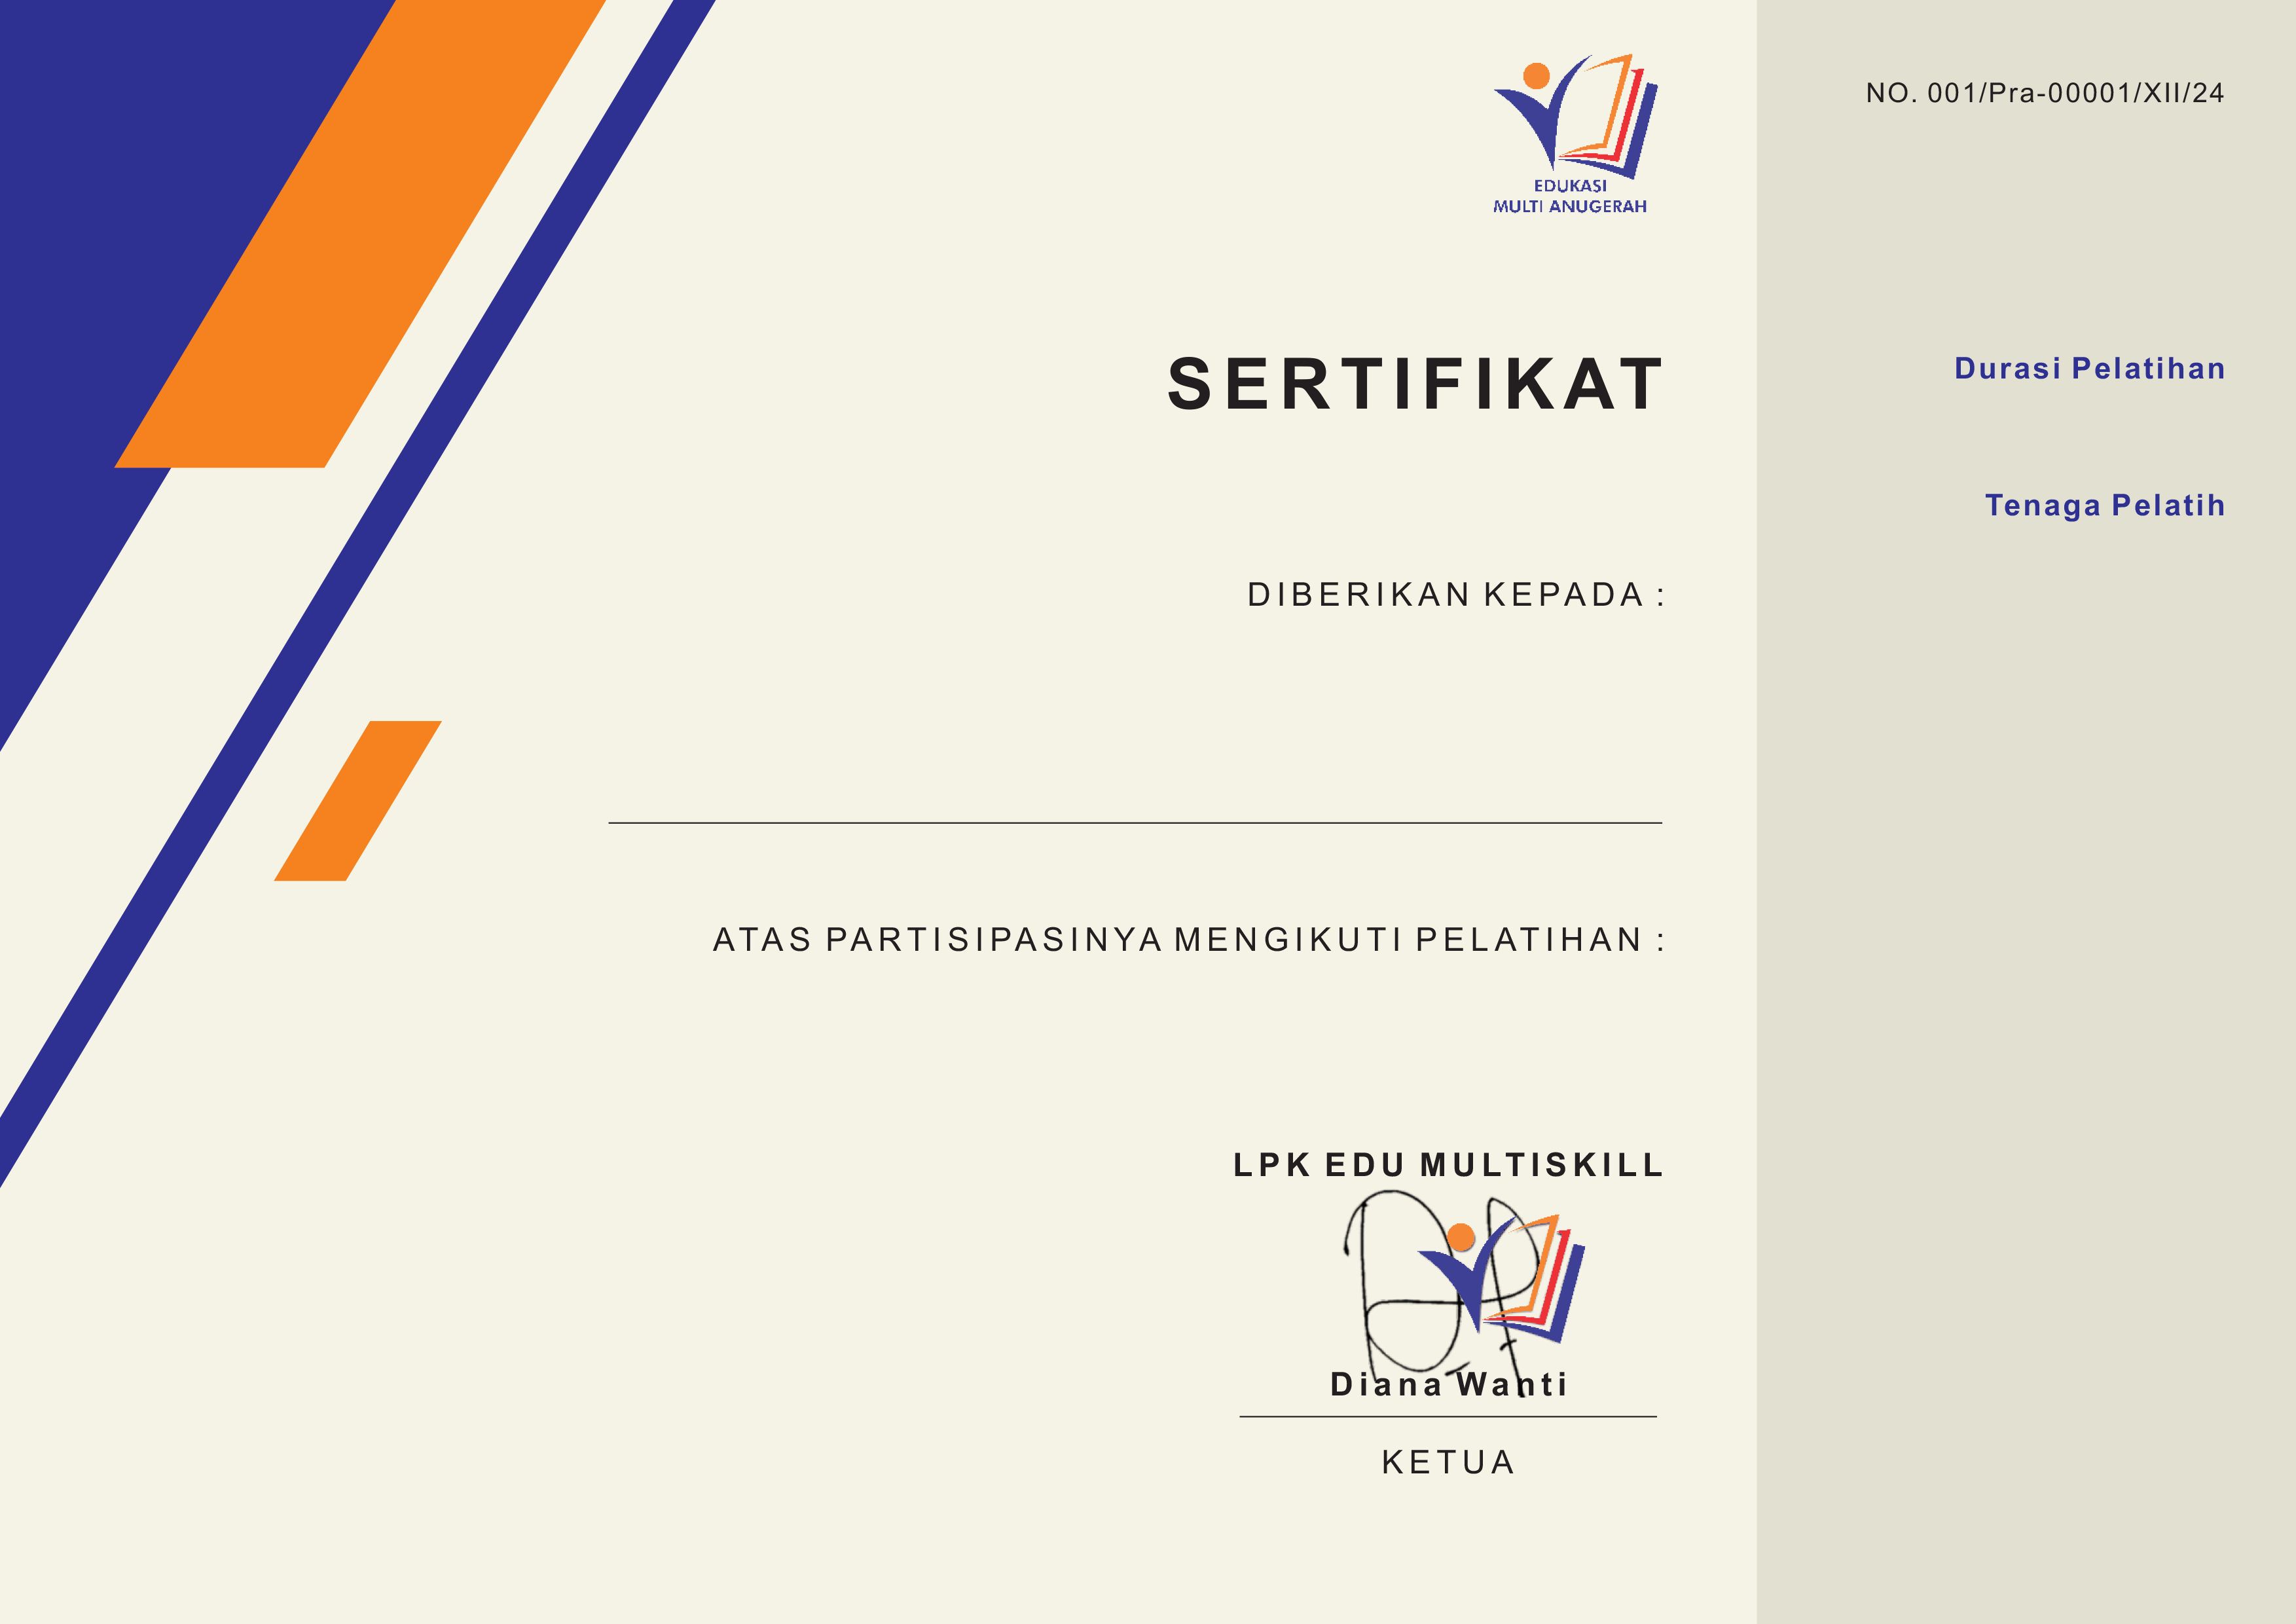 EDUKASI
MULTI ANUGERAH
NO. 001/Pra-00001/XII/24
SERTIFIKAT
Durasi Pelatihan
Tenaga Pelatih
DIBERIKAN KEPADA :
ATAS PARTISIPASINYA MENGIKUTI PELATIHAN :
LPK EDU MULTISKILL
Diana Wanti
KETUA